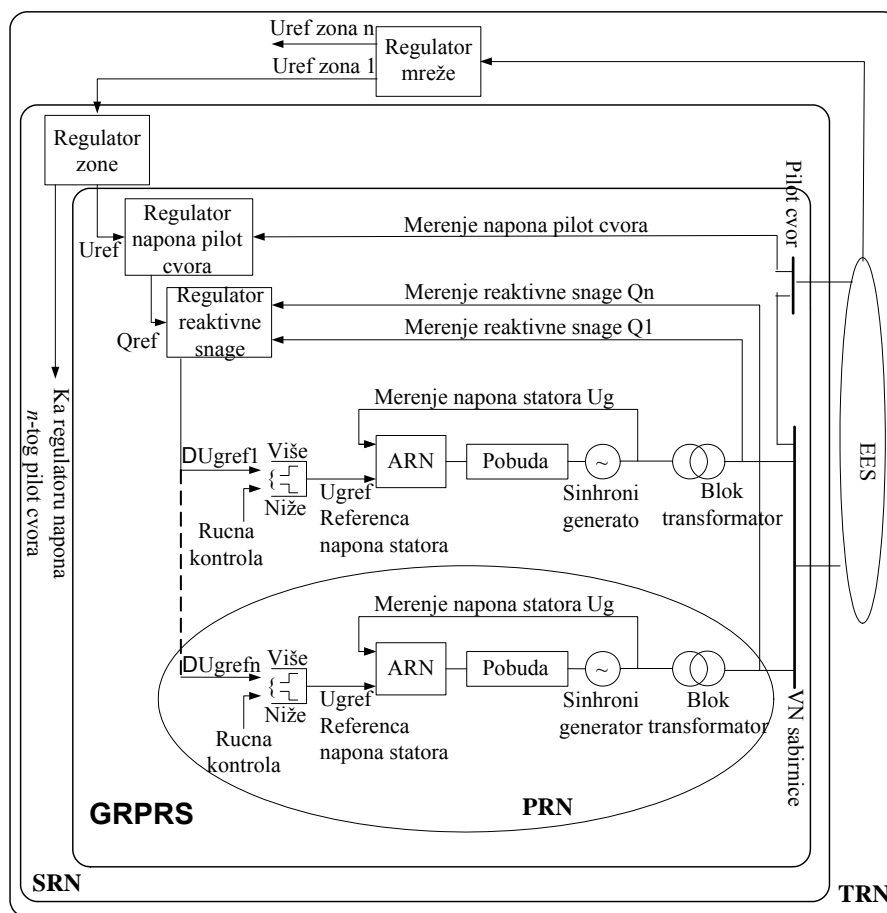 Uref zona n
Uref zona 1
Regulator
mreže
Regulator
zone
Pilot cvor
Regulator
napona pilot
cvora
Uref
Merenje napona pilot cvora
Regulator
reaktivne
snage
Qref
Merenje reaktivne snage Qn
Merenje reaktivne snage Q1
Ka regulatoru napona
n-tog pilot cvora
EES
Merenje napona statora Ug
DUgref1
Više
Niže
ARN
Pobuda
~
Sinhroni
generato
Blok
transformator
Rucna
kontrola
Ugref
Referenca
napona statora
Merenje napona statora Ug
DUgrefn
Više
Niže
ARN
Pobuda
~
Sinhroni
generator
Blok
transformator
Rucna
kontrola
Ugref
Referenca
napona statora
VN sabirnice
GRPRS
PRN
SRN
TRN